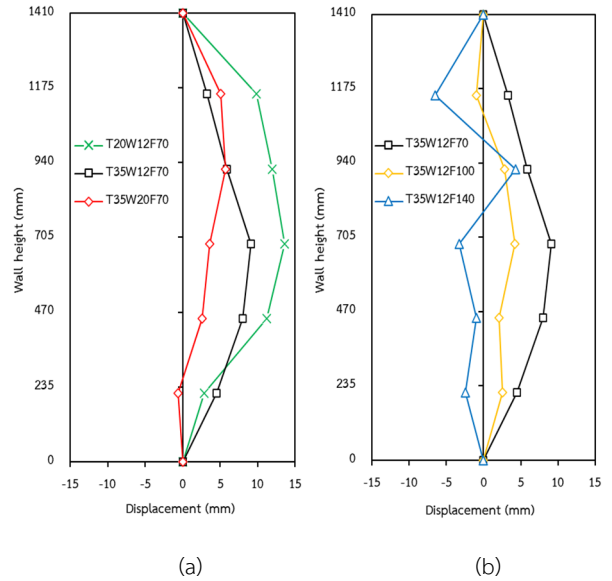 1410
1175
940
705
470
235
0
Wall height (mm)
T20W12F70
T35W12F70
T35W20F70
-15 -10 -5 0 5 10 15
Displacement (mm)
(a)
1410
1175
940
705
470
235
0
Wall height (mm)
T35W12F70
T35W12F100
T35W12F140
-15 -10 -5 0 5 10 15
Displacement (mm)
(b)